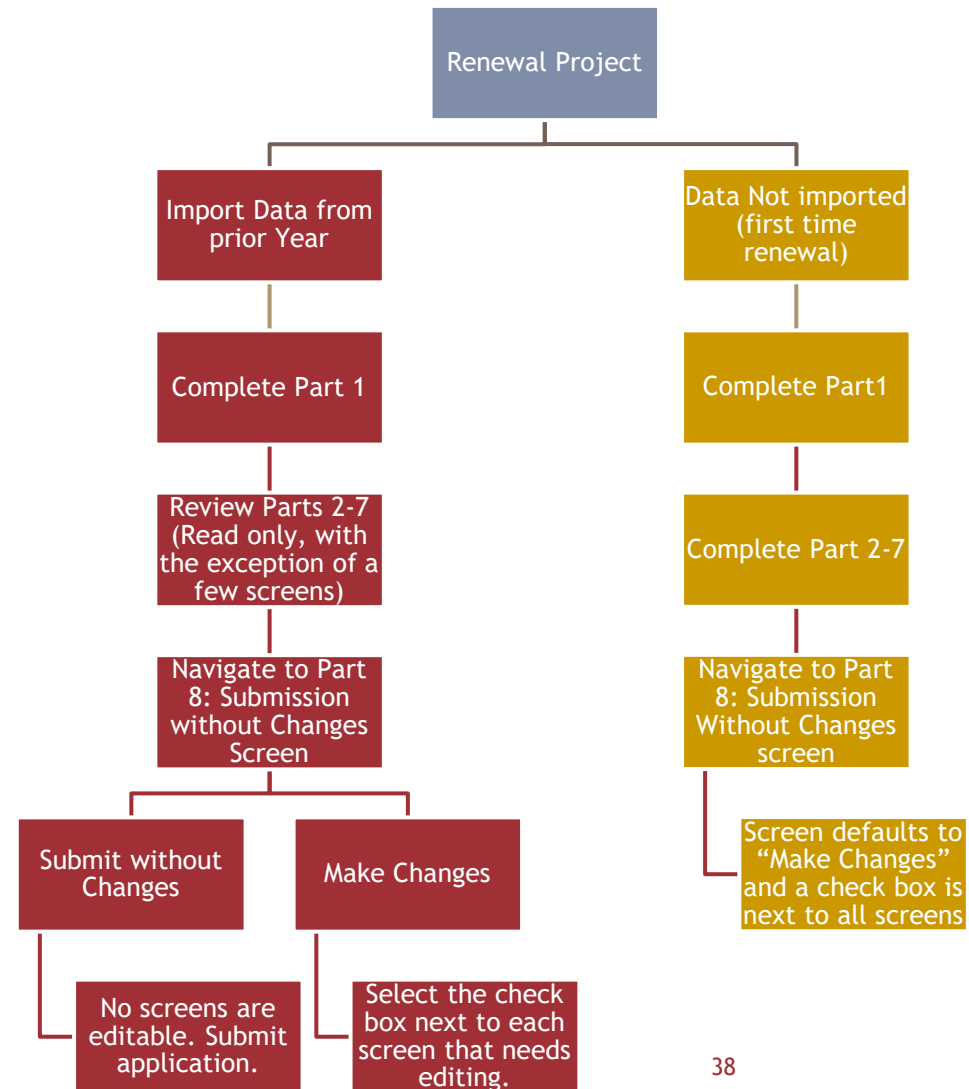 Renewal Project
Import Data from
prior Year
Data Not imported
(first time
renewal)
Complete Part 1
Complete Part1
Review Parts 2-7
(Read only, with
the exception of a
few screens)
Complete Part 2-7
Navigate to Part
8: Submission
without Changes
Screen
Navigate to Part
8: Submission
Without Changes
screen
Submit without
Changes
Make Changes
Screen defaults to
“Make Changes”
and a check box is
next to all screens
No screens are
editable. Submit
application.
Select the check
box next to each
screen that needs
editing.
38